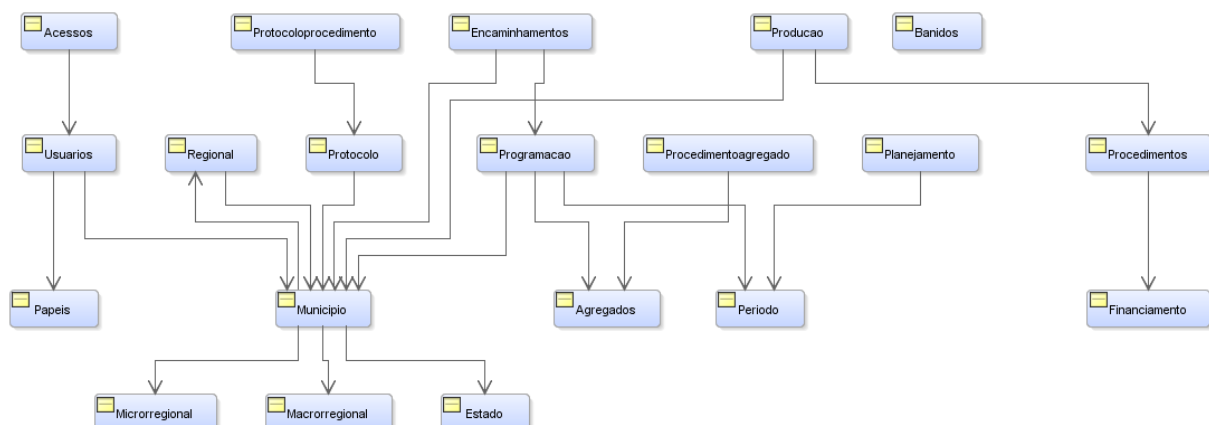 Acessos
Protocoloprocedimento
Encaminhamentos
Producao
Banidos
Usuarios
Regional
Protocolo
Programacao
Procedimentoagregado
Planejamento
Procedimentos
Papeis
Municipio
Agregados
Periodo
Financiamento
Microrregional
Macrorregional
Estado